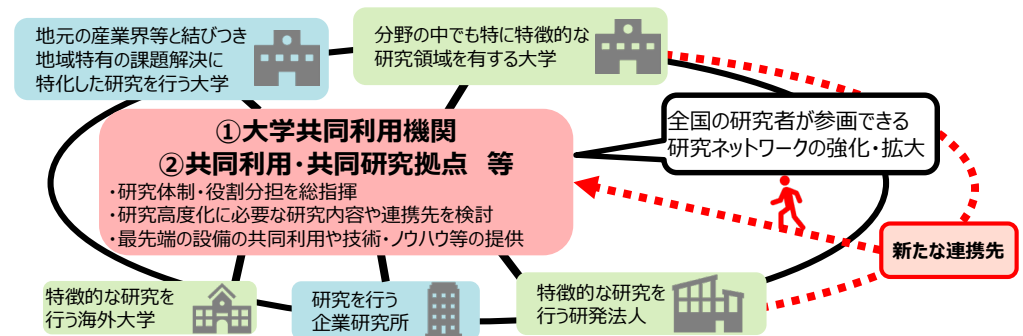 地元の産業界等と結びつき
地域特有の課題解決に
特化した研究を行う大学
分野の中でも特に特徴的な
研究領域を有する大学
①大学共同利用機関
②共同利用・共同研究拠点 等
・研究体制・役割分担を総指揮
・研究高度化に必要な研究内容や連携先を検討
・最先端の設備の共同利用や技術・ノウハウ等の提供
全国の研究者が参画できる
研究ネットワークの強化・拡大
新たな連携先
特徴的な研究を
行う海外大学
研究を行う
企業研究所
特徴的な研究を
行う研発法人